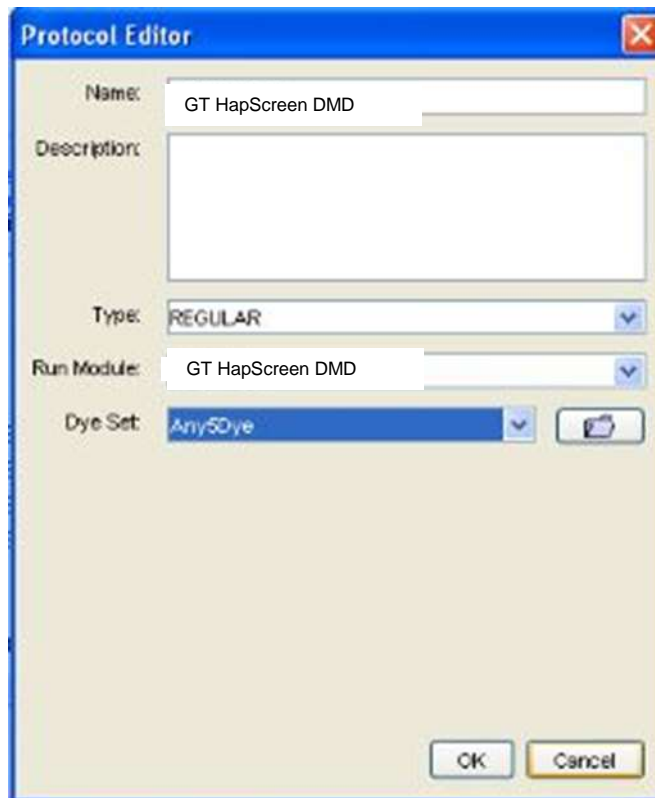 Protocol Editor
Name: GT HapScreen DMD
Description:
Type: REGULAR
Run Module: GT HapScreen DMD
Dye Set: Any5Dye
OK Cancel